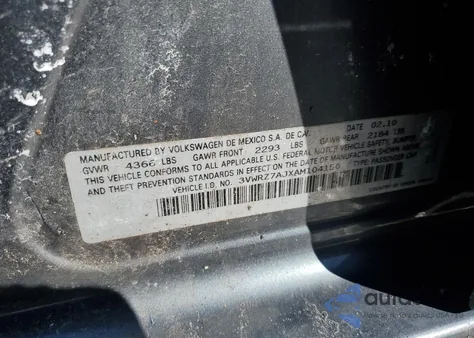 MANUFACTURED BY VOLKSWAGEN DE MEXICO S.A. DE C.V. DATE 02.10
GVWR 4366 LBS GAWR FRONT 2293 LBS GAWR REAR 2184 LBS
THIS VEHICLE CONFORMS TO ALL APPLICABLE FEDERAL MOTOR VEHICLE SAFETY, BUMPER,
AND THEFT PREVENTION STANDARDS IN EFFECT ON THE DATE OF MANUFACTURE SHOWN ABOVE
VEHICLE I.D. NO. 3VWRZ7AJXAM104150 TYPE: PASSENGER CAR